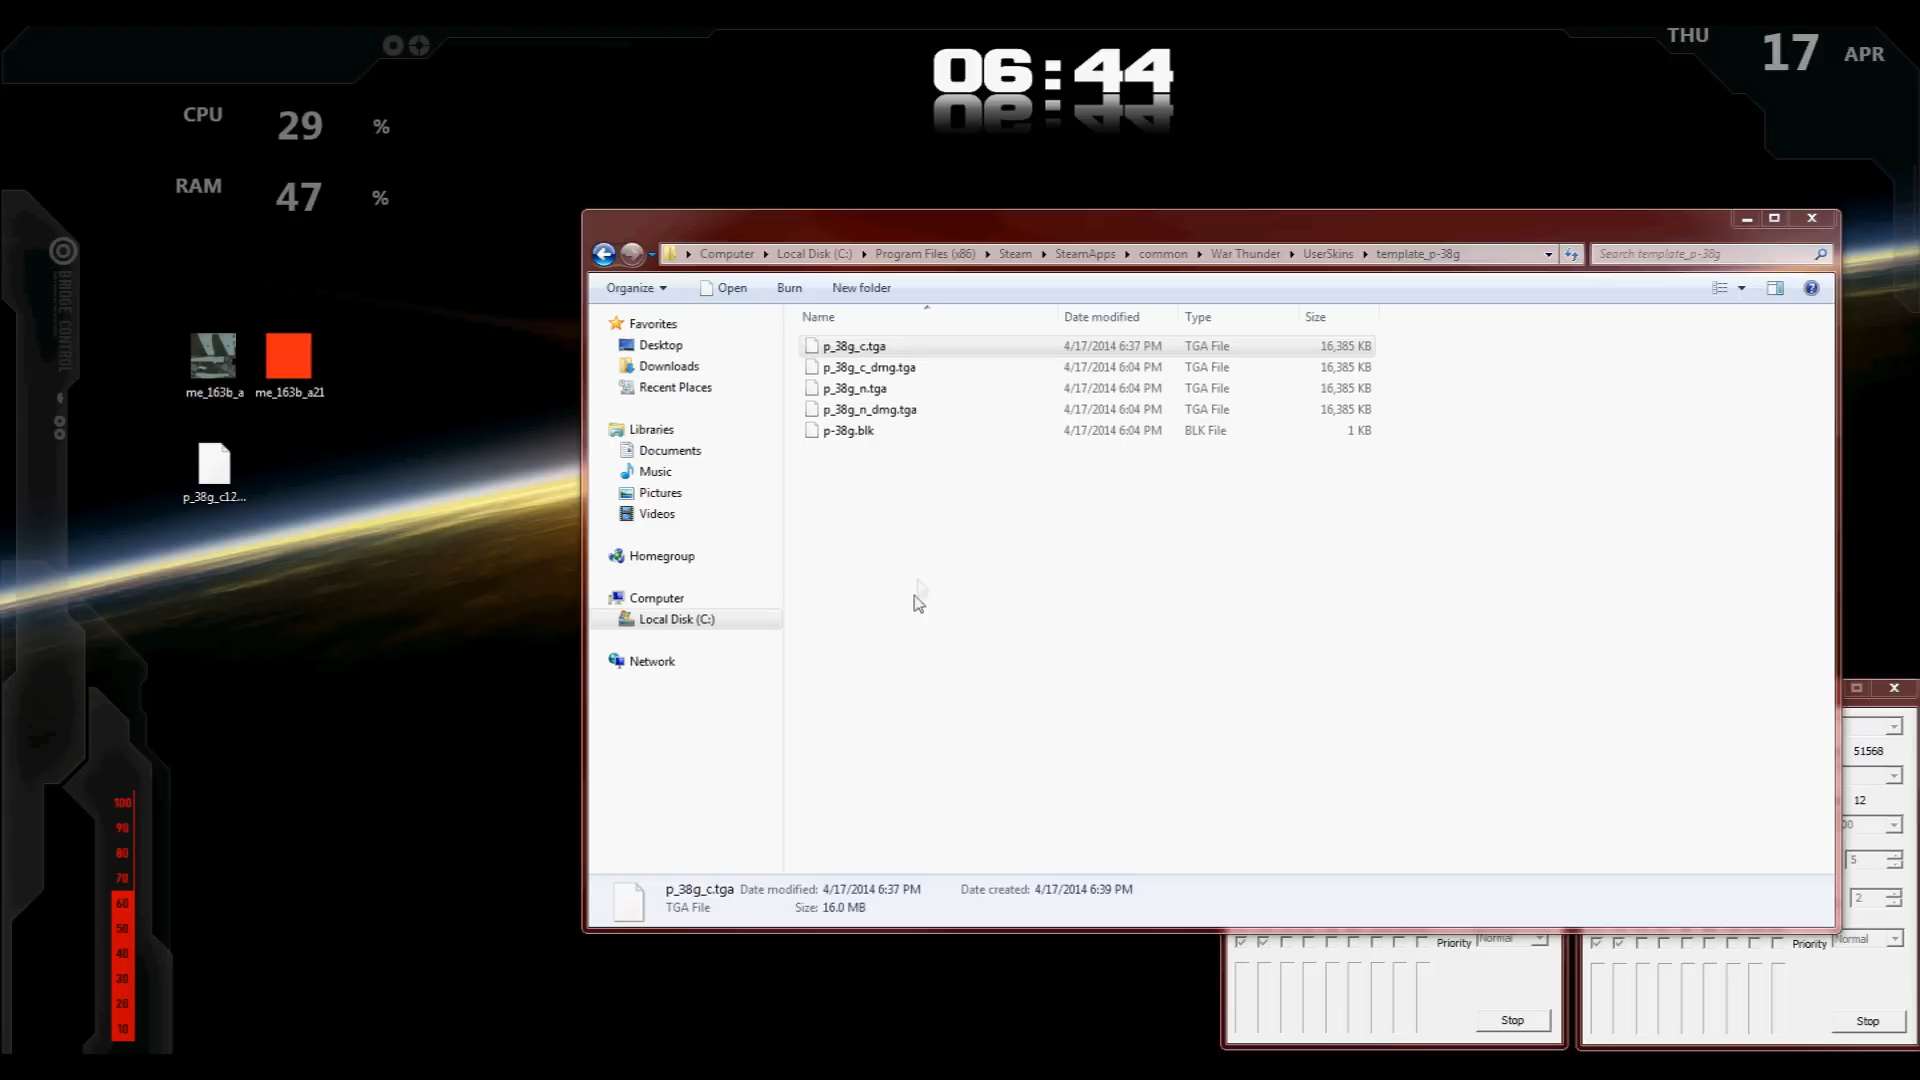 06:44
THU 17 APR
CPU 29 %
RAM 47 %
BRIDGE CONTROL
me_163b_a
me_163b_a21
p_38g_c12...
100
90
80
70
60
50
40
30
20
10
Computer Local Disk (C:) Program Files (x86) Steam SteamApps common War Thunder UserSkins template_p-38g
Search template_p-38g
Organize Open Burn New folder
Favorites
Desktop
Downloads
Recent Places
Libraries
Documents
Music
Pictures
Videos
Homegroup
Computer
Local Disk (C:)
Network
Name Date modified Type Size
p_38g_c.tga 4/17/2014 6:37 PM TGA File 16,385 KB
p_38g_c_dmg.tga 4/17/2014 6:04 PM TGA File 16,385 KB
p_38g_n.tga 4/17/2014 6:04 PM TGA File 16,385 KB
p_38g_n_dmg.tga 4/17/2014 6:04 PM TGA File 16,385 KB
p-38g.blk 4/17/2014 6:04 PM BLK File 1 KB
p_38g_c.tga Date modified: 4/17/2014 6:37 PM Date created: 4/17/2014 6:39 PM
TGA File Size: 16.0 MB
51568
12
00
5
2
Priority Normal
Stop
Priority Normal
Stop